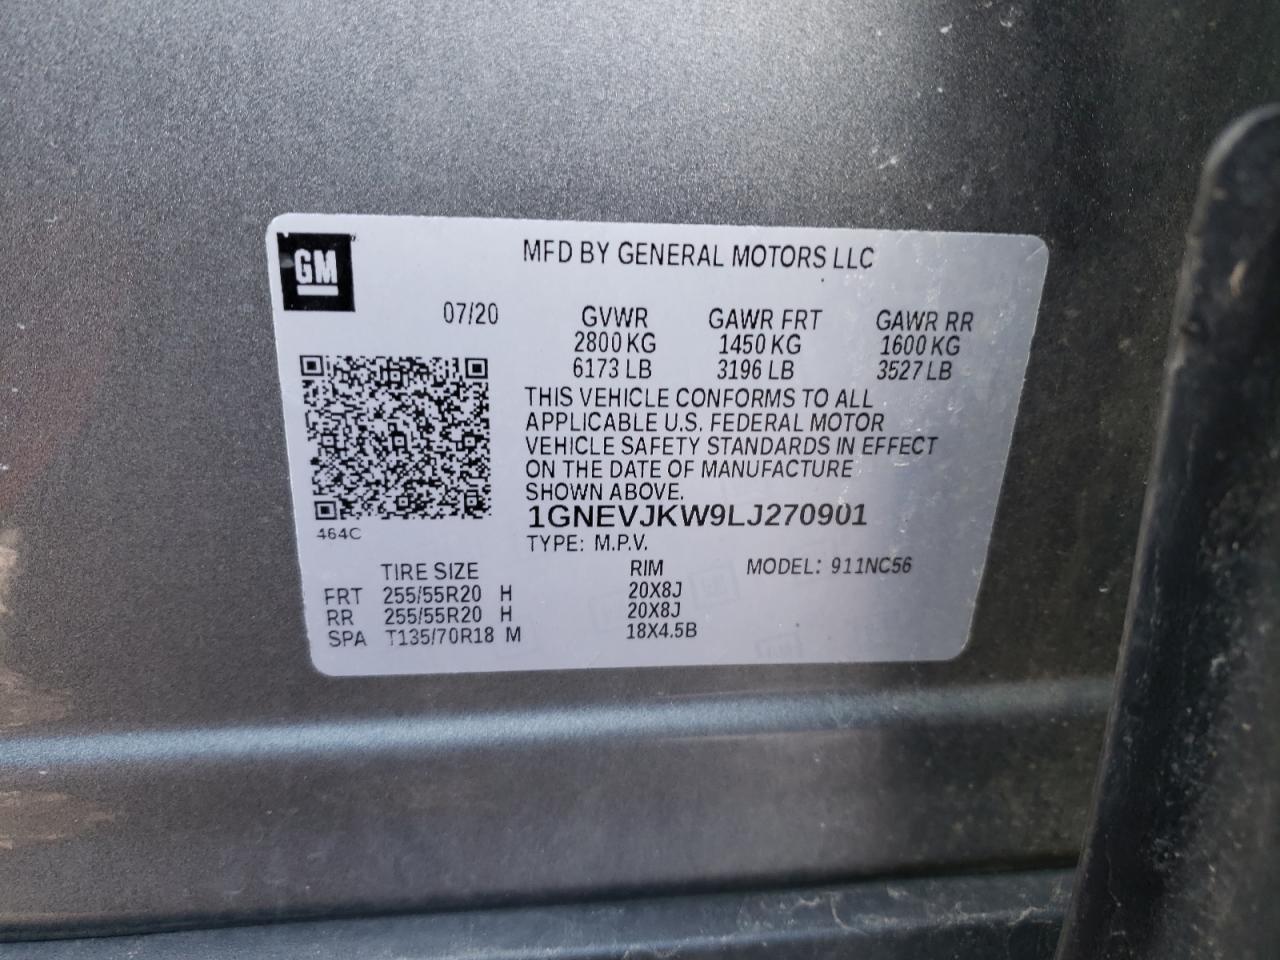 GM
MFD BY GENERAL MOTORS LLC
07/20
GVWR GAWR FRT GAWR RR
2800 KG 1450 KG 1600 KG
6173 LB 3196 LB 3527 LB
THIS VEHICLE CONFORMS TO ALL
APPLICABLE U.S. FEDERAL MOTOR
VEHICLE SAFETY STANDARDS IN EFFECT
ON THE DATE OF MANUFACTURE
SHOWN ABOVE.
1GNEVJKW9LJ270901
464C
TYPE: M.P.V.
TIRE SIZE RIM MODEL: 911NC56
FRT 255/55R20 H 20X8J
RR 255/55R20 H 20X8J
SPA T135/70R18 M 18X4.5B